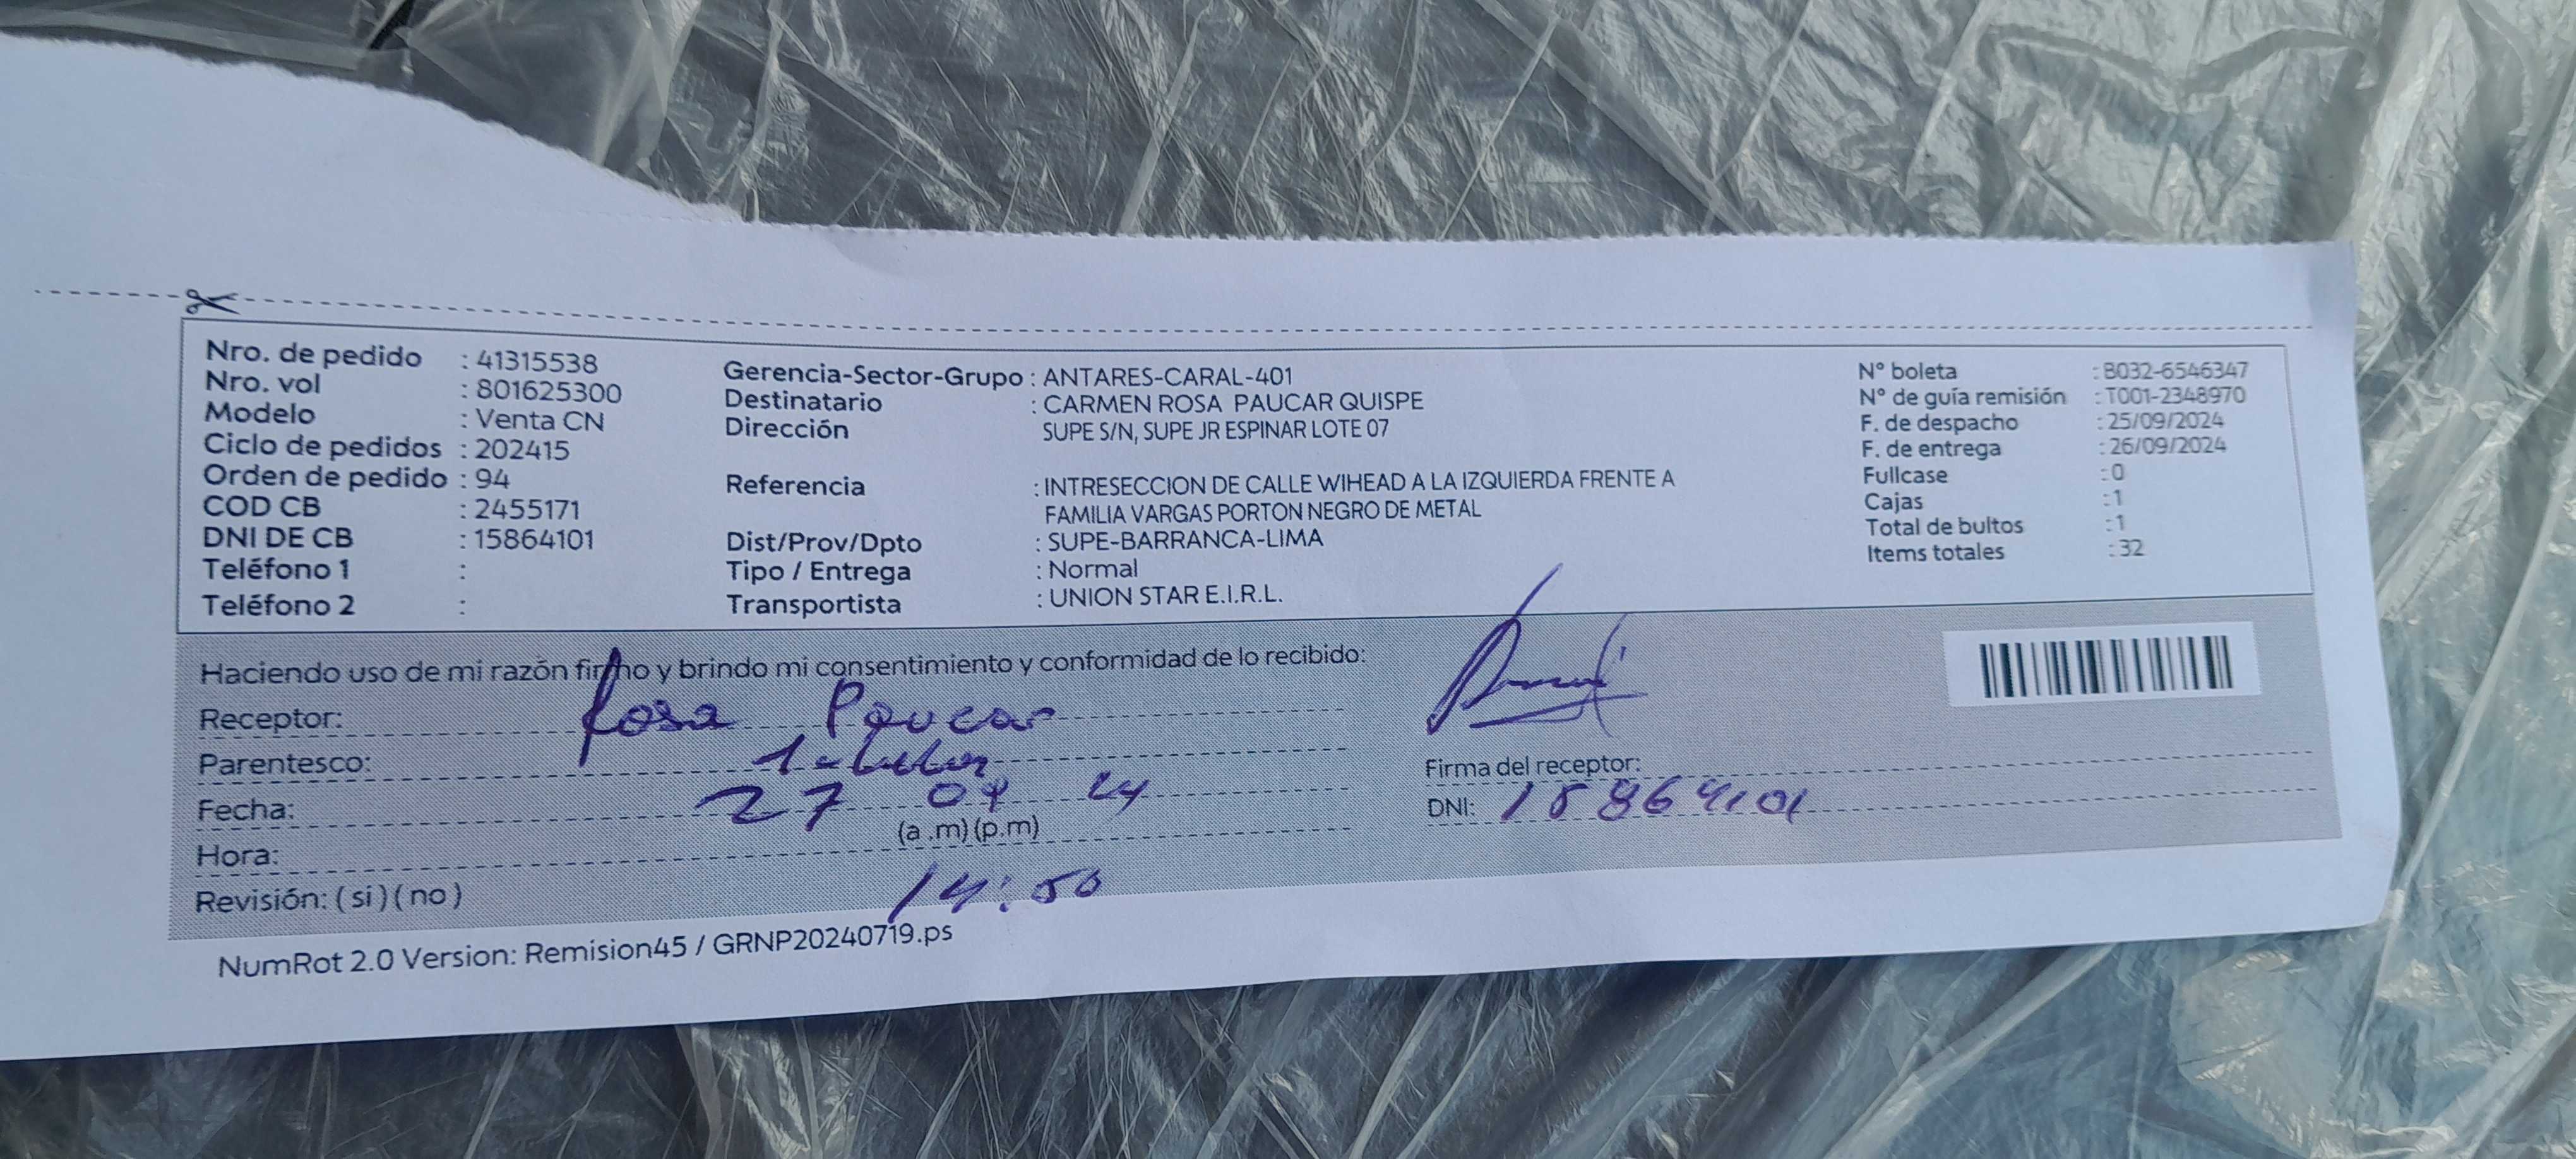 Nro. de pedido : 41315538
Nro. vol : 801625300
Modelo : Venta CN
Ciclo de pedidos : 202415
Orden de pedido : 94
COD CB : 2455171
DNI DE CB : 15864101
Teléfono 1 :
Teléfono 2 :
Gerencia-Sector-Grupo : ANTARES-CARAL-401
Destinatario : CARMEN ROSA PAUCAR QUISPE
Dirección SUPE S/N, SUPE JR ESPINAR LOTE 07
Referencia : INTRESECCION DE CALLE WIHEAD A LA IZQUIERDA FRENTE A
FAMILIA VARGAS PORTON NEGRO DE METAL
Dist/Prov/Dpto : SUPE-BARRANCA-LIMA
Tipo / Entrega : Normal
Transportista : UNION STAR E.I.R.L.
N° boleta : B032-6546347
N° de guía remisión : T001-2348970
F. de despacho : 25/09/2024
F. de entrega : 26/09/2024
Fullcase : 0
Cajas : 1
Total de bultos : 1
Items totales : 32
Haciendo uso de mi razón firmo y brindo mi consentimiento y conformidad de lo recibido:
Receptor: Rosa Paucar
Parentesco:
Fecha: 27 24
(a .m) (p.m)
Hora: 14:50
Revisión: ( si ) ( no )
Firma del receptor:
DNI: 15864101
NumRot 2.0 Version: Remision45 / GRNP20240719.ps